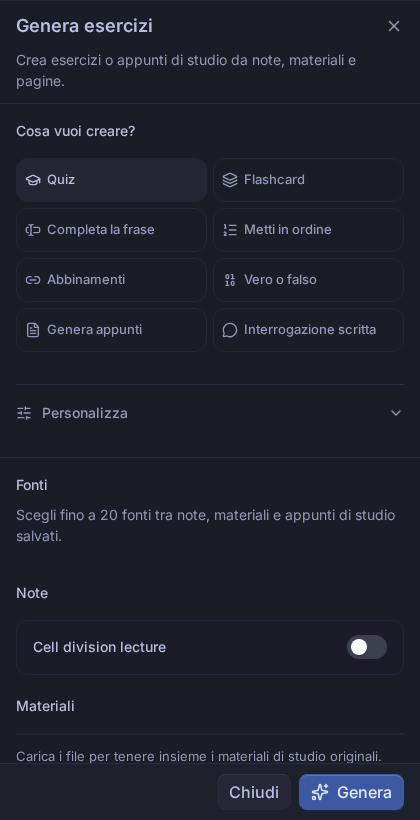 Genera esercizi
Crea esercizi o appunti di studio da note, materiali e
pagine.
Cosa vuoi creare?
Quiz
Flashcard
Completa la frase
Metti in ordine
Abbinamenti
Vero o falso
Genera appunti
Interrogazione scritta
Personalizza
Fonti
Scegli fino a 20 fonti tra note, materiali e appunti di studio
salvati.
Note
Cell division lecture
Materiali
Carica i file per tenere insieme i materiali di studio originali.
Chiudi
Genera